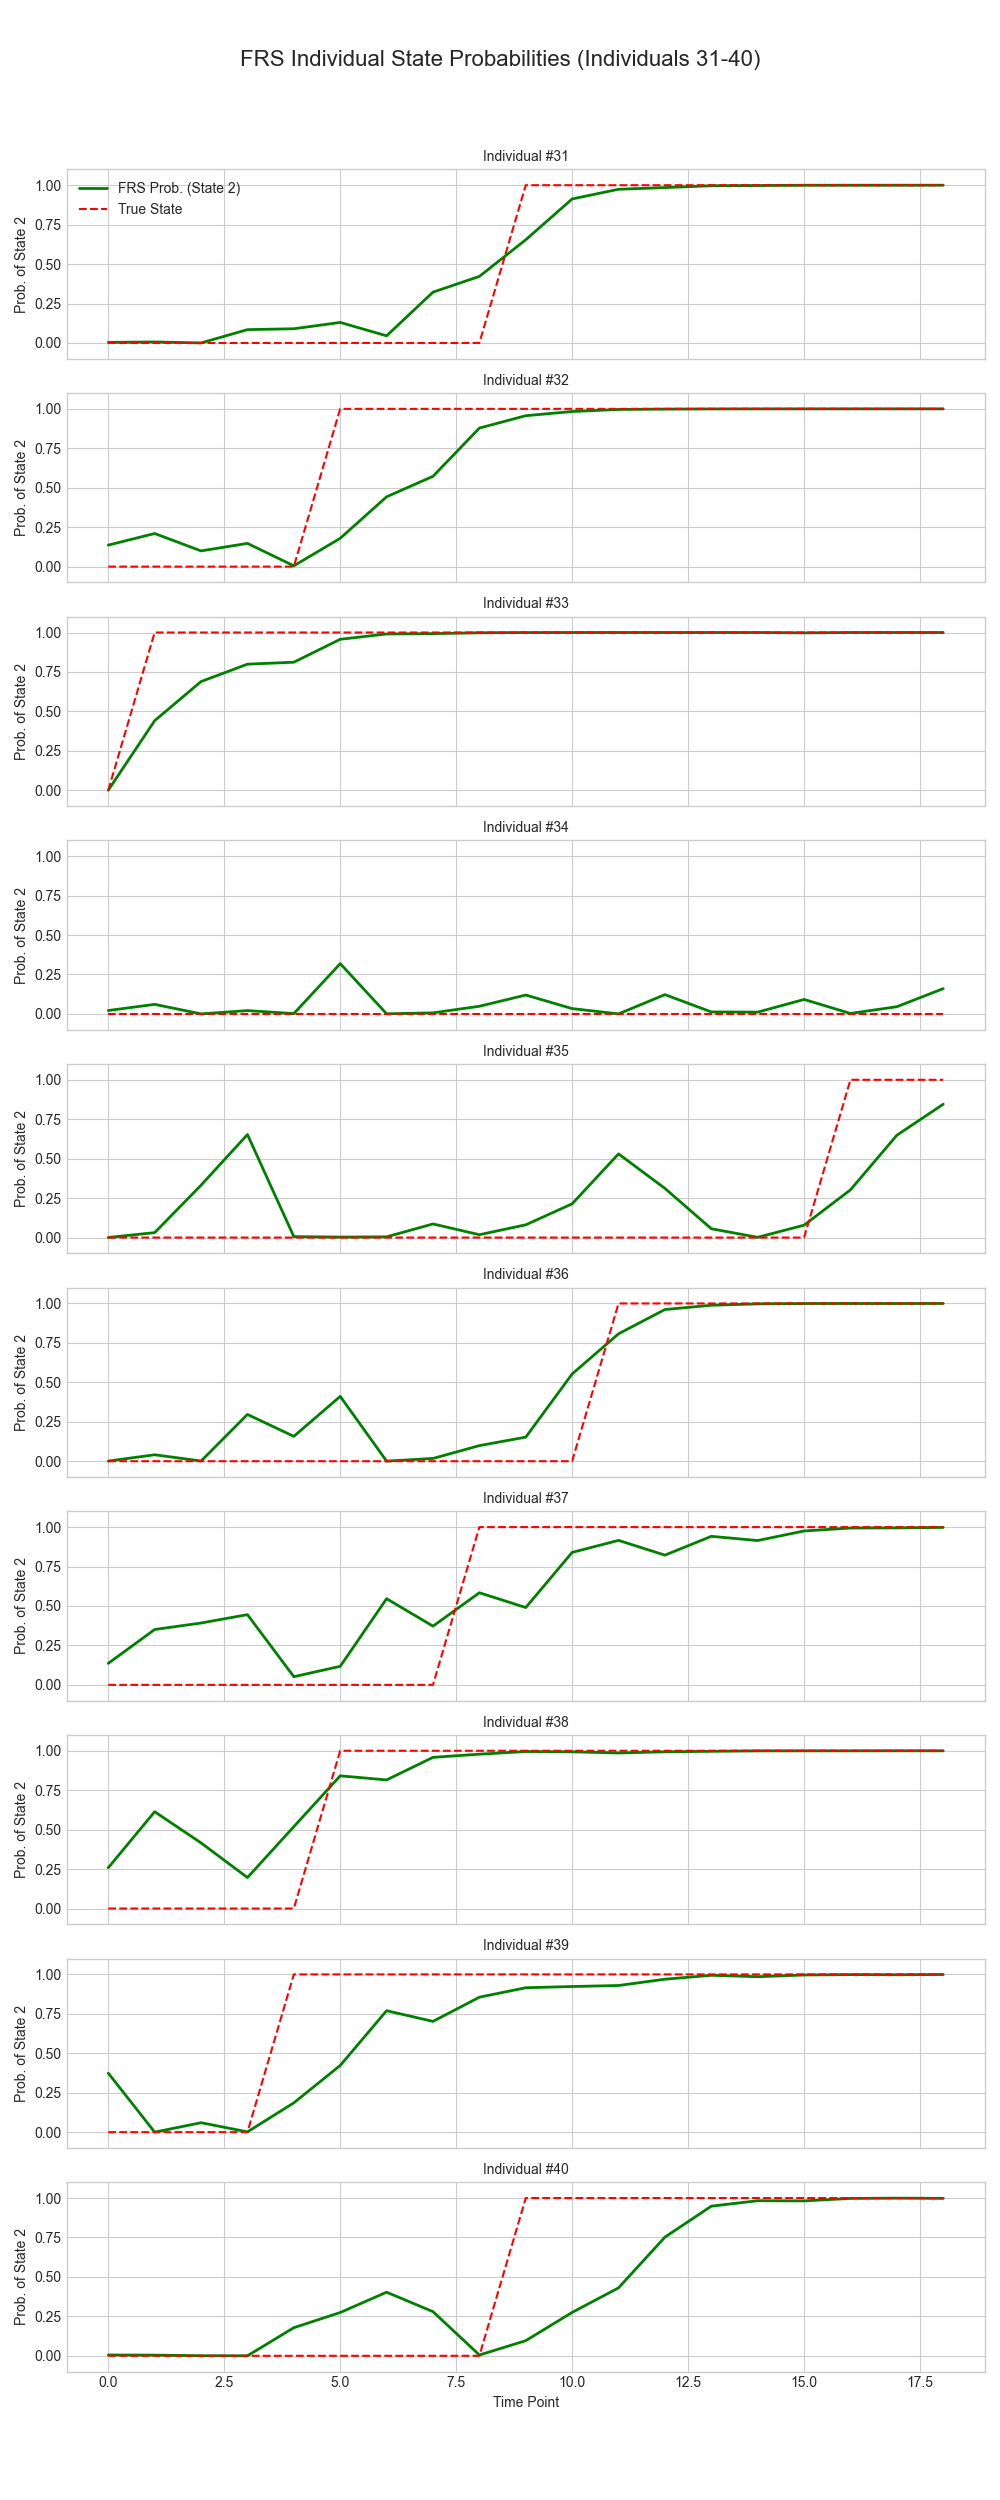 FRS Individual State Probabilities (Individuals 31-40)
Individual #31
FRS Prob. (State 2)
True State
Prob. of State 2
1.00
0.75
0.50
0.25
0.00
Individual #32
Prob. of State 2
1.00
0.75
0.50
0.25
0.00
Individual #33
Prob. of State 2
1.00
0.75
0.50
0.25
0.00
Individual #34
Prob. of State 2
1.00
0.75
0.50
0.25
0.00
Individual #35
Prob. of State 2
1.00
0.75
0.50
0.25
0.00
Individual #36
Prob. of State 2
1.00
0.75
0.50
0.25
0.00
Individual #37
Prob. of State 2
1.00
0.75
0.50
0.25
0.00
Individual #38
Prob. of State 2
1.00
0.75
0.50
0.25
0.00
Individual #39
Prob. of State 2
1.00
0.75
0.50
0.25
0.00
Individual #40
Prob. of State 2
1.00
0.75
0.50
0.25
0.00
0.0 2.5 5.0 7.5 10.0 12.5 15.0 17.5
Time Point